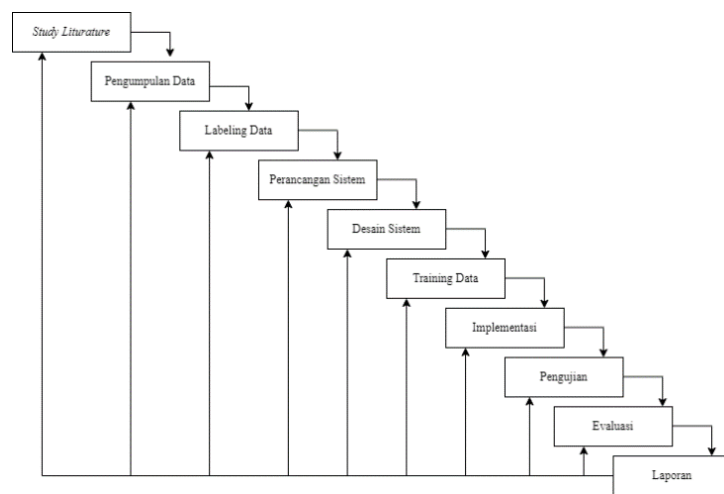 Study Liturature
Pengumpulan Data
Labeling Data
Perancangan Sistem
Desain Sistem
Training Data
Implementasi
Pengujian
Evaluasi
Laporan